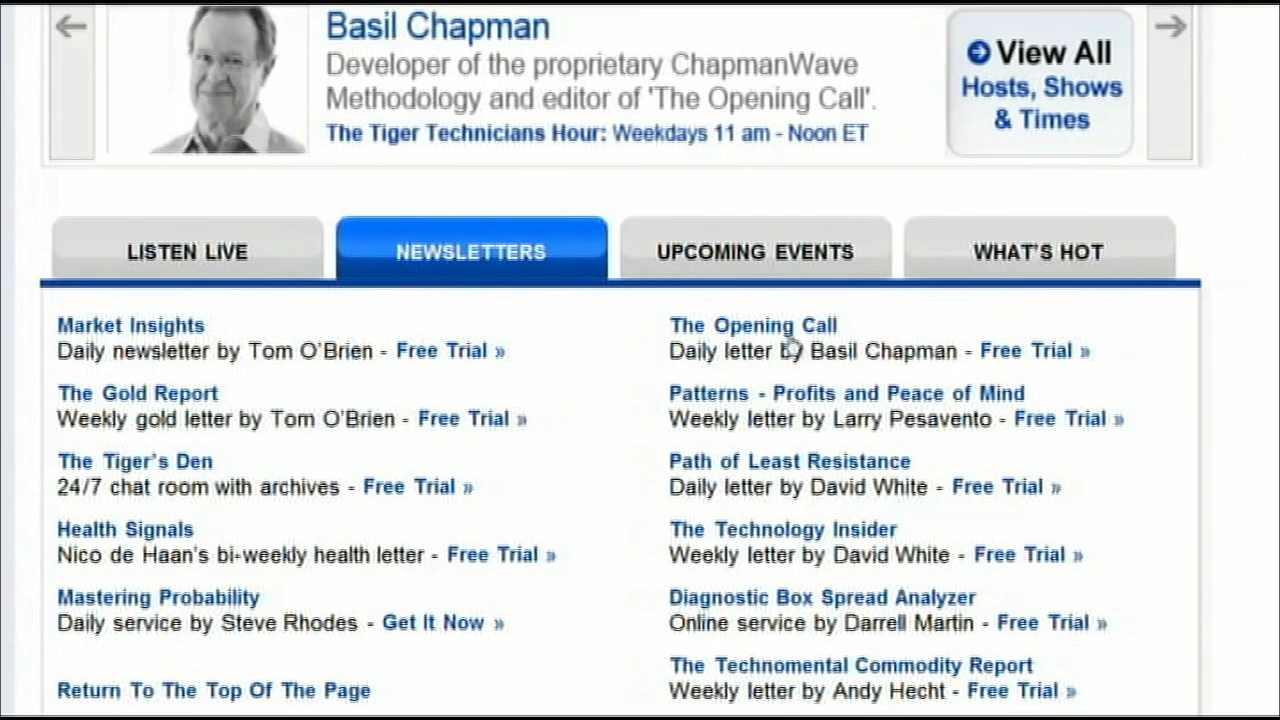 Basil Chapman
Developer of the proprietary ChapmanWave
Methodology and editor of 'The Opening Call'.
The Tiger Technicians Hour: Weekdays 11 am - Noon ET
View All
Hosts, Shows
& Times
LISTEN LIVE
NEWSLETTERS
UPCOMING EVENTS
WHAT'S HOT
Market Insights
Daily newsletter by Tom O'Brien - Free Trial »
The Gold Report
Weekly gold letter by Tom O'Brien - Free Trial »
The Tiger's Den
24/7 chat room with archives - Free Trial »
Health Signals
Nico de Haan's bi-weekly health letter - Free Trial »
Mastering Probability
Daily service by Steve Rhodes - Get It Now »
Return To The Top Of The Page
The Opening Call
Daily letter by Basil Chapman - Free Trial »
Patterns - Profits and Peace of Mind
Weekly letter by Larry Pesavento - Free Trial »
Path of Least Resistance
Daily letter by David White - Free Trial »
The Technology Insider
Weekly letter by David White - Free Trial »
Diagnostic Box Spread Analyzer
Online service by Darrell Martin - Free Trial »
The Technomental Commodity Report
Weekly letter by Andy Hecht - Free Trial »